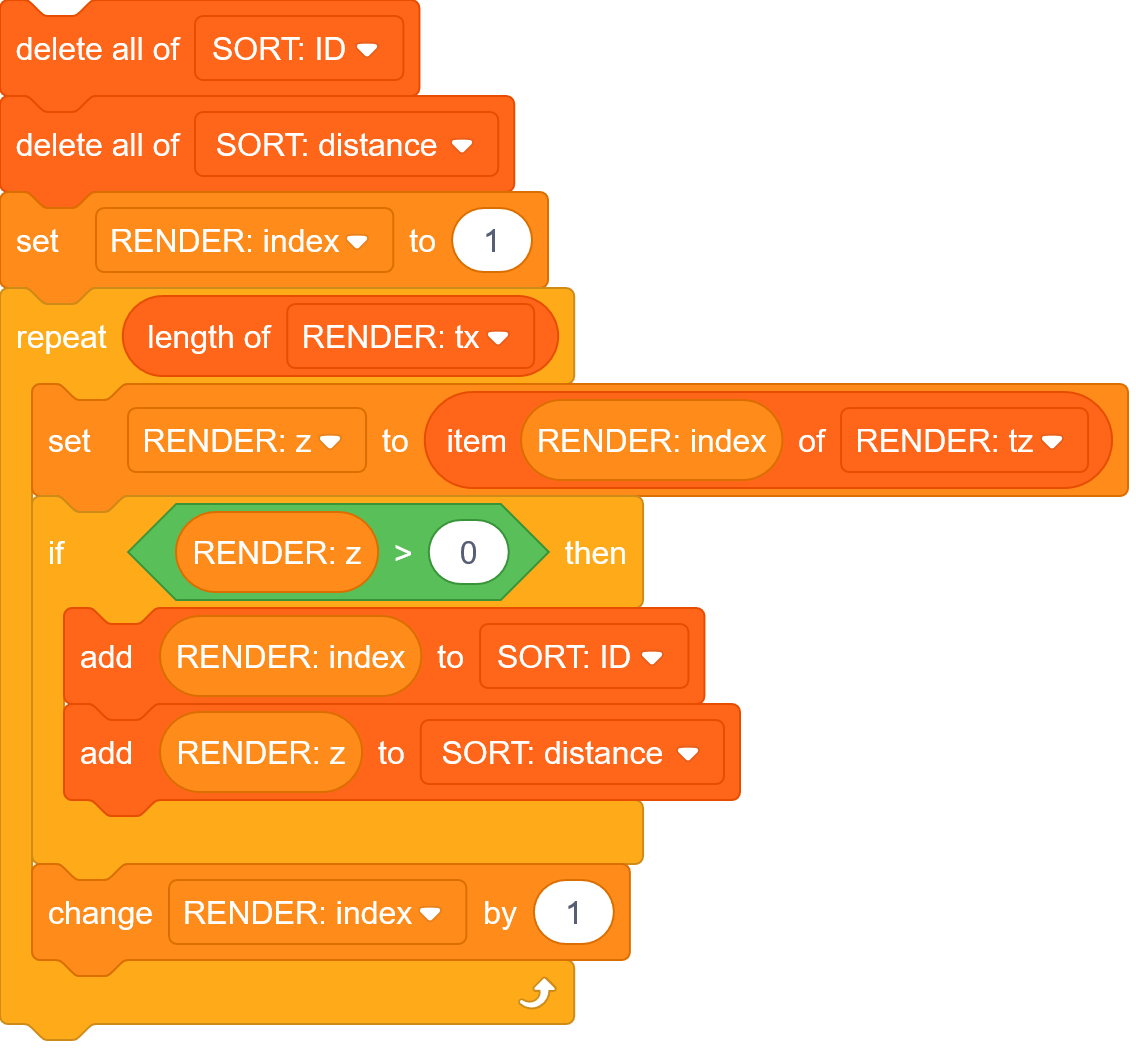 delete all of SORT: ID
delete all of SORT: distance
set RENDER: index to 1
repeat length of RENDER: tx
set RENDER: z to item RENDER: index of RENDER: tz
if RENDER: z > 0 then
add RENDER: index to SORT: ID
add RENDER: z to SORT: distance
change RENDER: index by 1